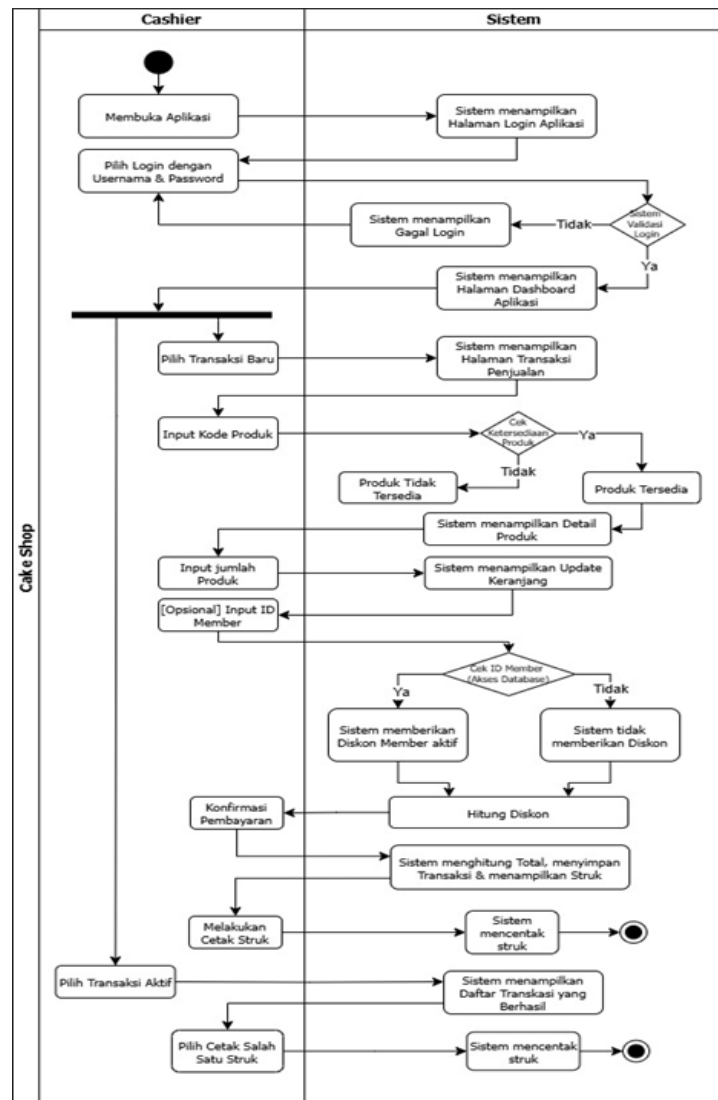 Cashier
Sistem
Cake Shop
Membuka Aplikasi
Sistem menampilkan
Halaman Login Aplikasi
Pilih Login dengan
Usernama & Password
Sistem
Validasi
Login
Tidak
Sistem menampilkan
Gagal Login
Ya
Sistem menampilkan
Halaman Dashboard
Aplikasi
Pilih Transaksi Baru
Sistem menampilkan
Halaman Transaksi
Penjualan
Input Kode Produk
Cek
Ketersediaan
Produk
Ya
Tidak
Produk Tidak
Tersedia
Produk Tersedia
Sistem menampilkan Detail
Produk
Input jumlah
Produk
Sistem menampilkan Update
Keranjang
[Opsional] Input ID
Member
Cek ID Member
(Akses Database)
Ya
Tidak
Sistem memberikan
Diskon Member aktif
Sistem tidak
memberikan Diskon
Konfirmasi
Pembayaran
Hitung Diskon
Sistem menghitung Total, menyimpan
Transaksi & menampilkan Struk
Melakukan
Cetak Struk
Sistem
mencentak
struk
Pilih Transaksi Aktif
Sistem menampilkan
Daftar Transkasi yang
Berhasil
Pilih Cetak Salah
Satu Struk
Sistem mencentak
struk